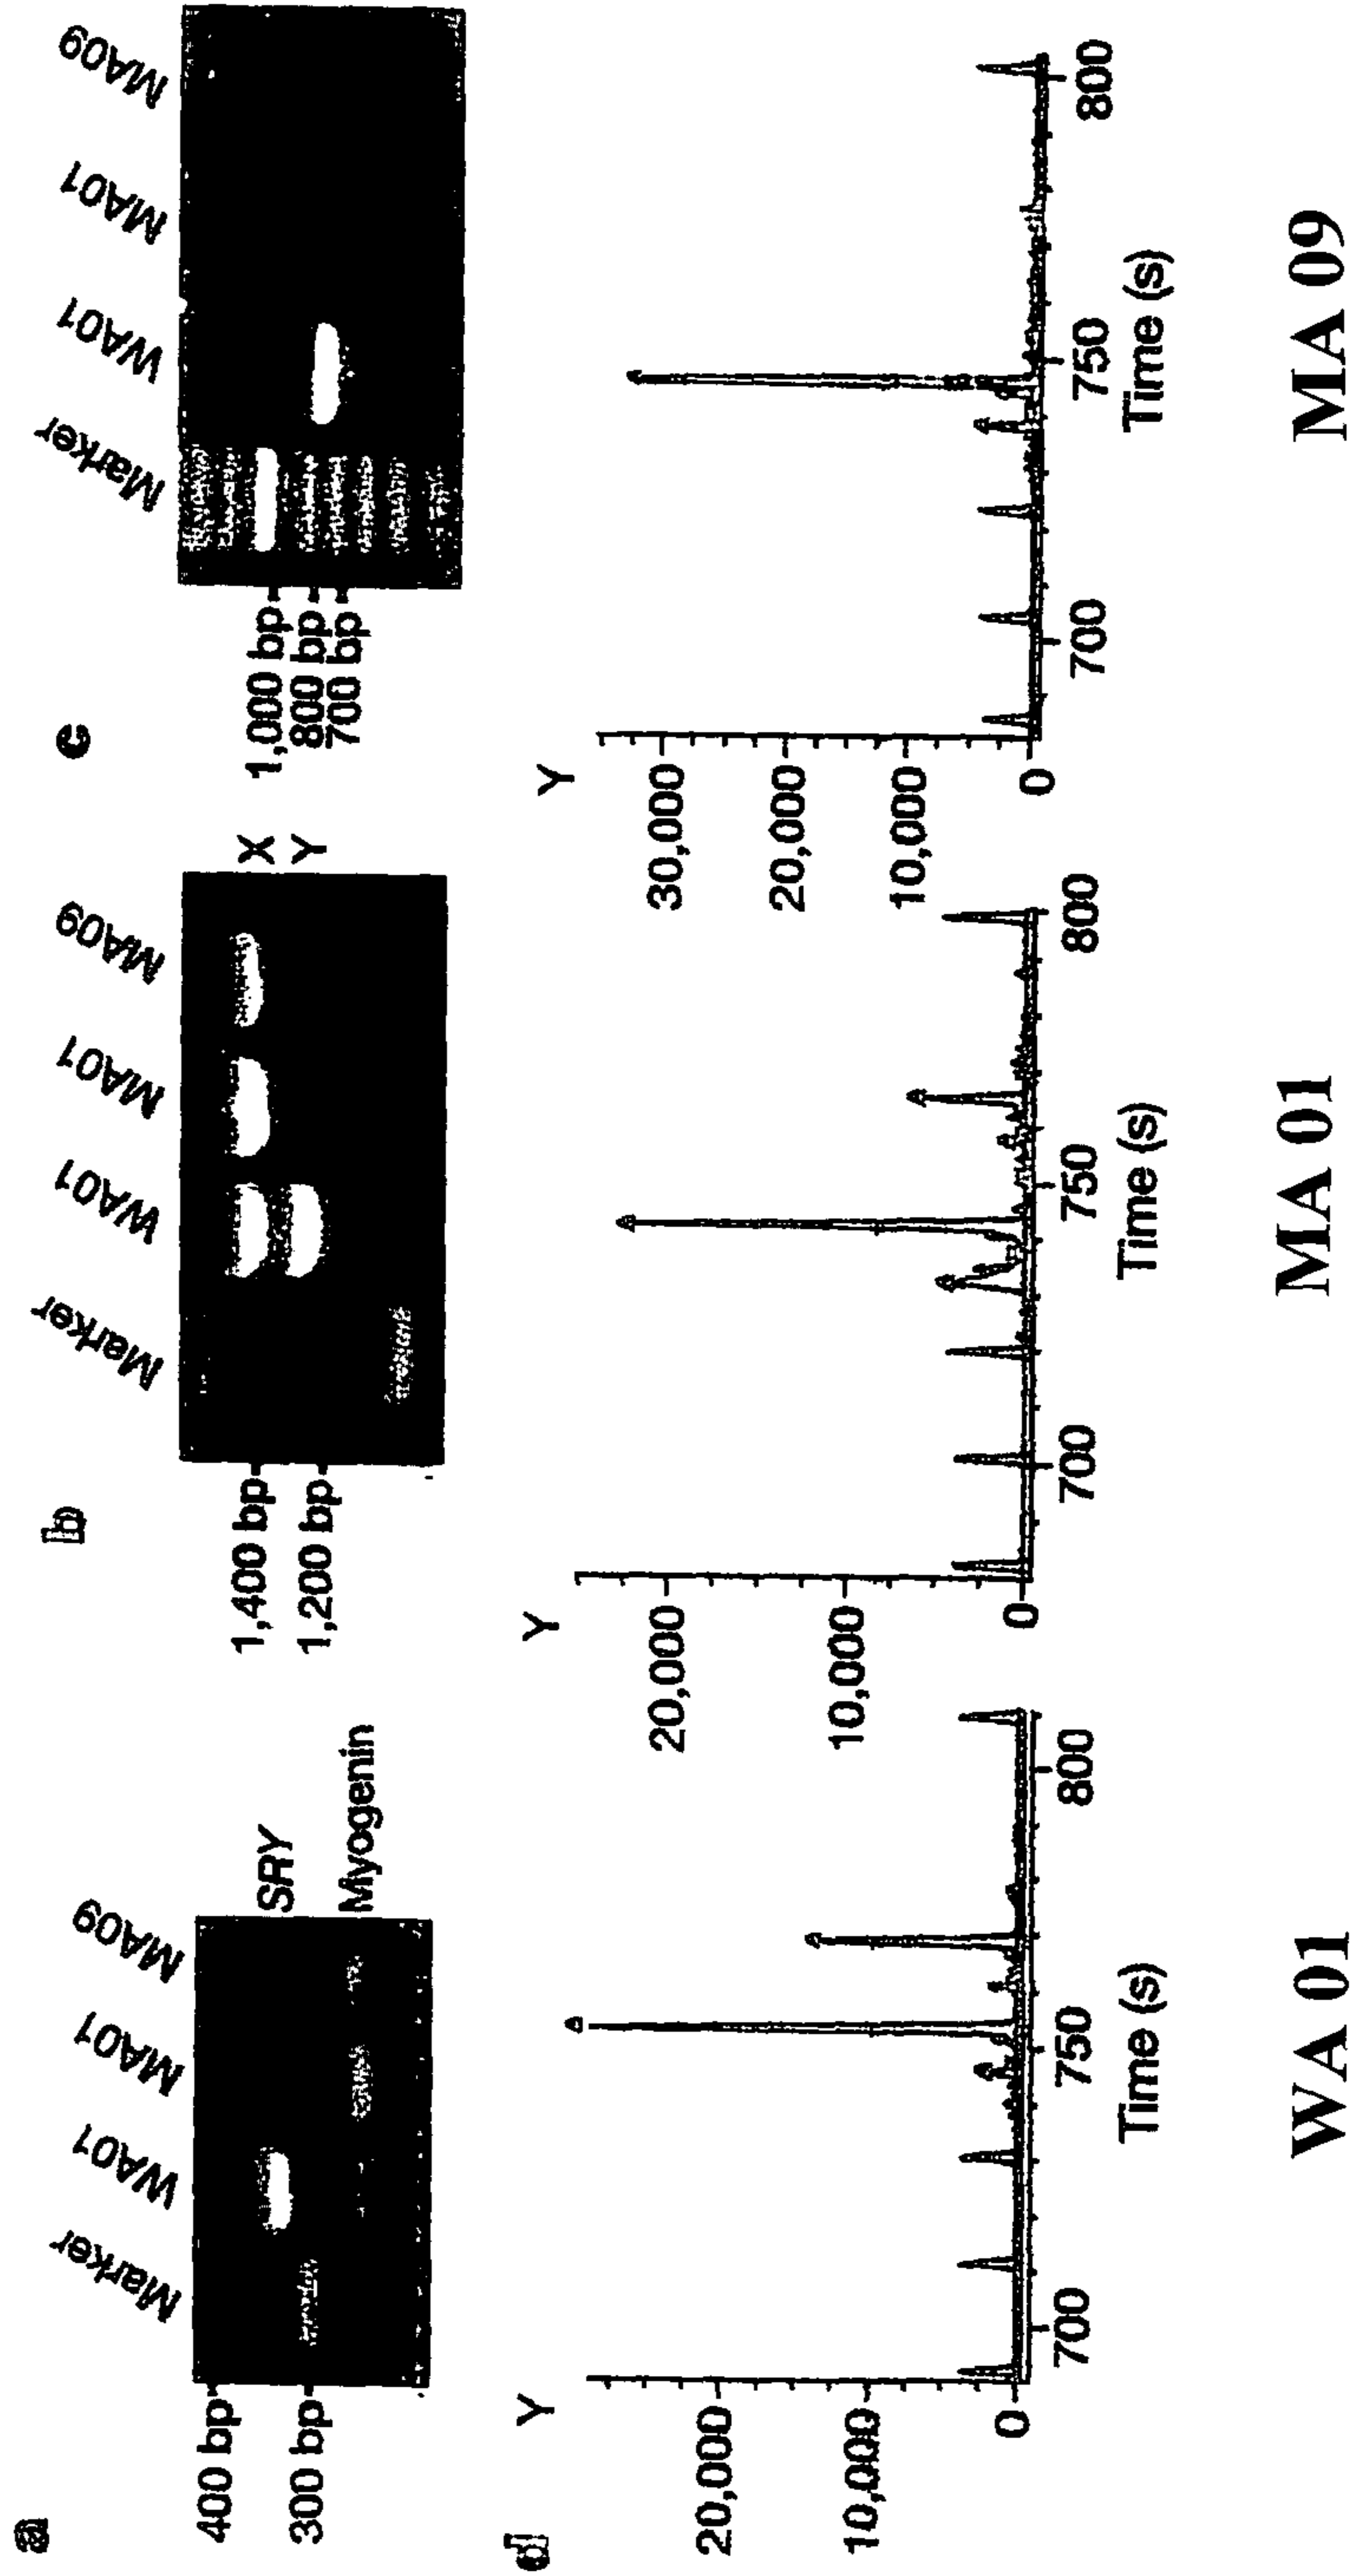 a
Marker
WA01
MA01
MA09
400 bp
300 bp
SRY
Myogenin
b
Marker
WA01
MA01
MA09
1,400 bp
1,200 bp
X
Y
c
Marker
WA01
MA01
MA09
1,000 bp
800 bp
700 bp
d
Y
20,000
10,000
0
700
750
800
Time (s)
WA 01
Y
20,000
10,000
0
700
750
800
Time (s)
MA 01
Y
30,000
20,000
10,000
0
700
750
800
Time (s)
MA 09